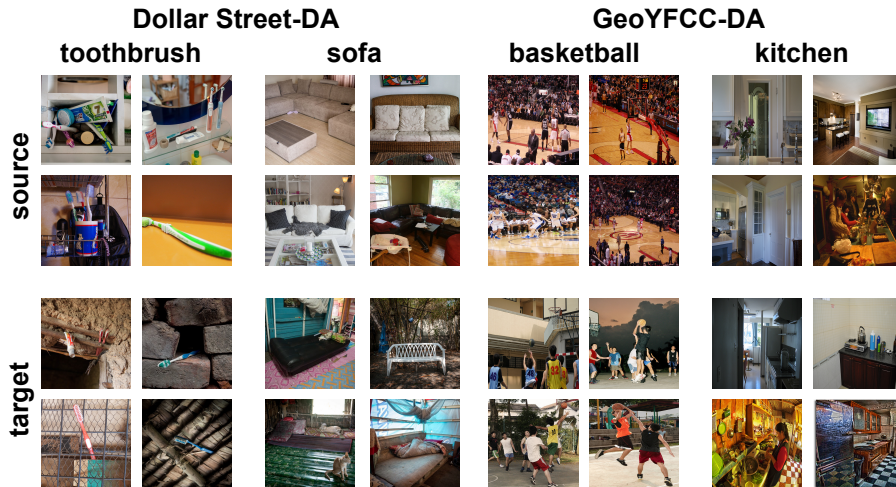 Dollar Street-DA GeoYFCC-DA
toothbrush sofa basketball kitchen
source
target